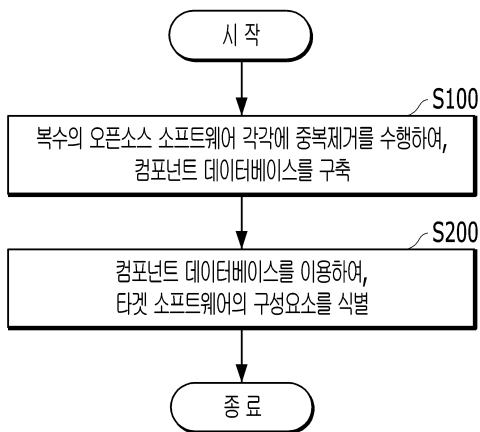 시 작
S100
복수의 오픈소스 소프트웨어 각각에 중복제거를 수행하여,
컴포넌트 데이터베이스를 구축
S200
컴포넌트 데이터베이스를 이용하여,
타겟 소프트웨어의 구성요소를 식별
종 료